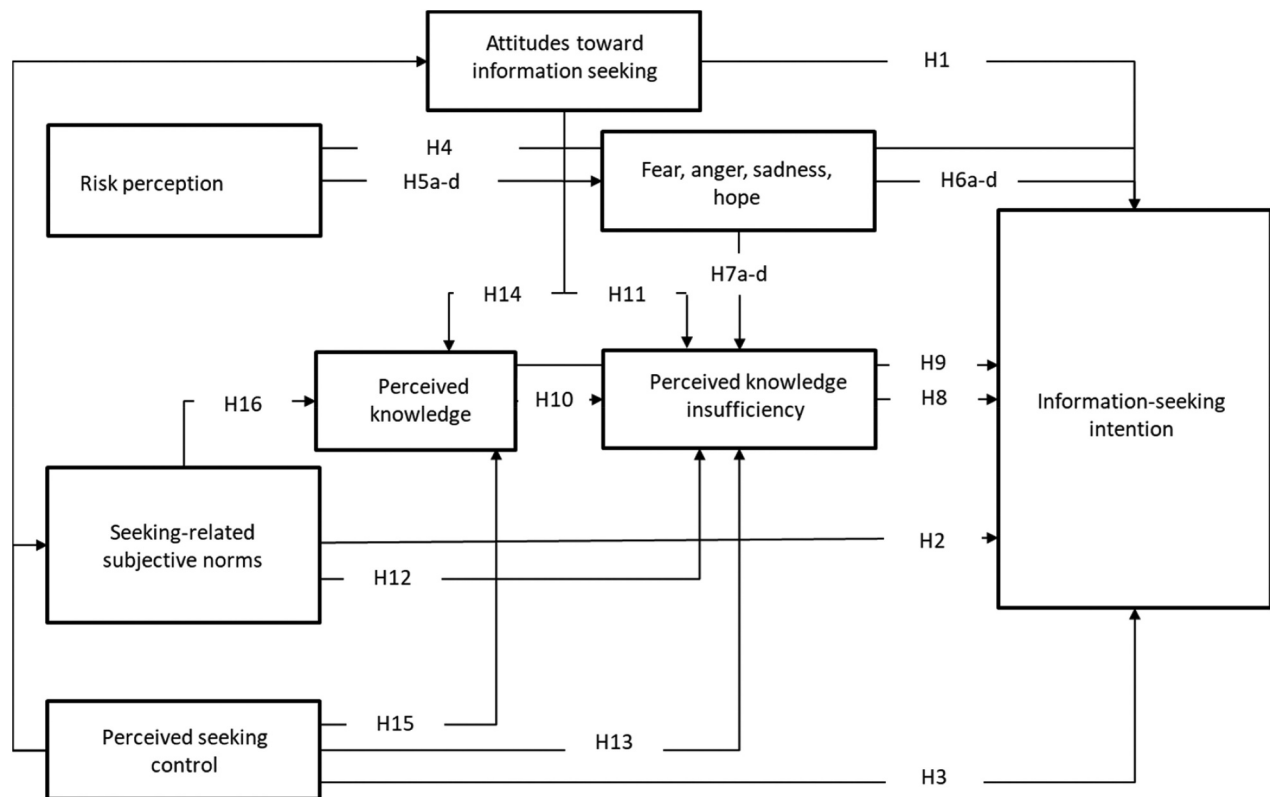 Attitudes toward
information seeking
H1
Risk perception
H4
H5a-d
Fear, anger, sadness,
hope
H6a-d
H7a-d
H14
H11
Perceived
knowledge
H16
H10
Perceived knowledge
insufficiency
H9
H8
Information-seeking
intention
Seeking-related
subjective norms
H2
H12
Perceived seeking
control
H15
H13
H3